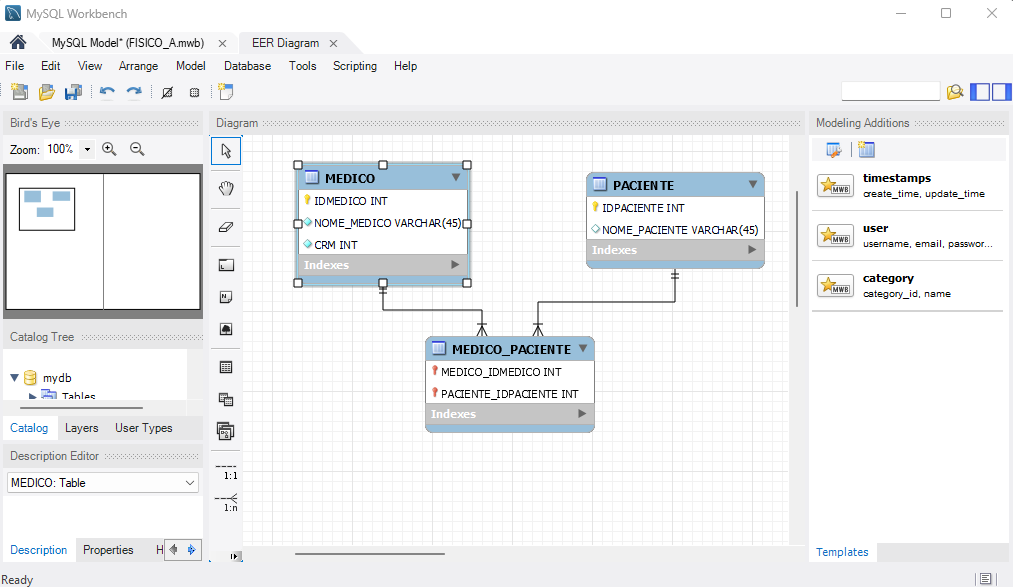 MySQL Workbench
MySQL Model* (FISICO_A.mwb)
EER Diagram
File Edit View Arrange Model Database Tools Scripting Help
Bird's Eye
Zoom: 100%
Catalog Tree
mydb
Tables
Catalog Layers User Types
Description Editor
MEDICO: Table
Description Properties H
Ready
Diagram
1:1
1:n
MEDICO
IDMEDICO INT
NOME_MEDICO VARCHAR(45)
CRM INT
Indexes
PACIENTE
IDPACIENTE INT
NOME_PACIENTE VARCHAR(45)
Indexes
MEDICO_PACIENTE
MEDICO_IDMEDICO INT
PACIENTE_IDPACIENTE INT
Indexes
Modeling Additions
MWB
timestamps
create_time, update_time
MWB
user
username, email, passwor...
MWB
category
category_id, name
Templates